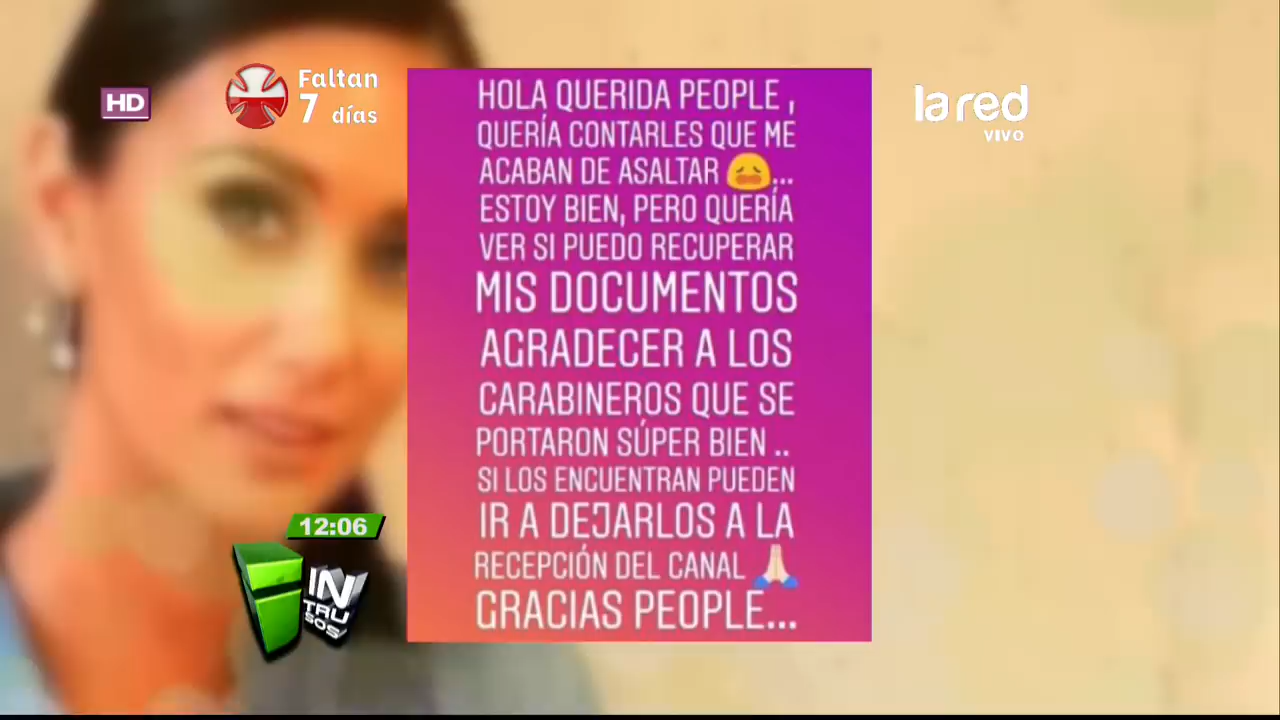 HD
Faltan
7 días
la red
VIVO
HOLA QUERIDA PEOPLE ,
QUERÍA CONTARLES QUE ME
ACABAN DE ASALTAR 😩...
ESTOY BIEN, PERO QUERÍA
VER SI PUEDO RECUPERAR
MIS DOCUMENTOS
AGRADECER A LOS
CARABINEROS QUE SE
PORTARON SÚPER BIEN ..
SI LOS ENCUENTRAN PUEDEN
IR A DEJARLOS A LA
RECEPCIÓN DEL CANAL 🙏🏻
GRACIAS PEOPLE...
12:06
IN
TRU
SOS